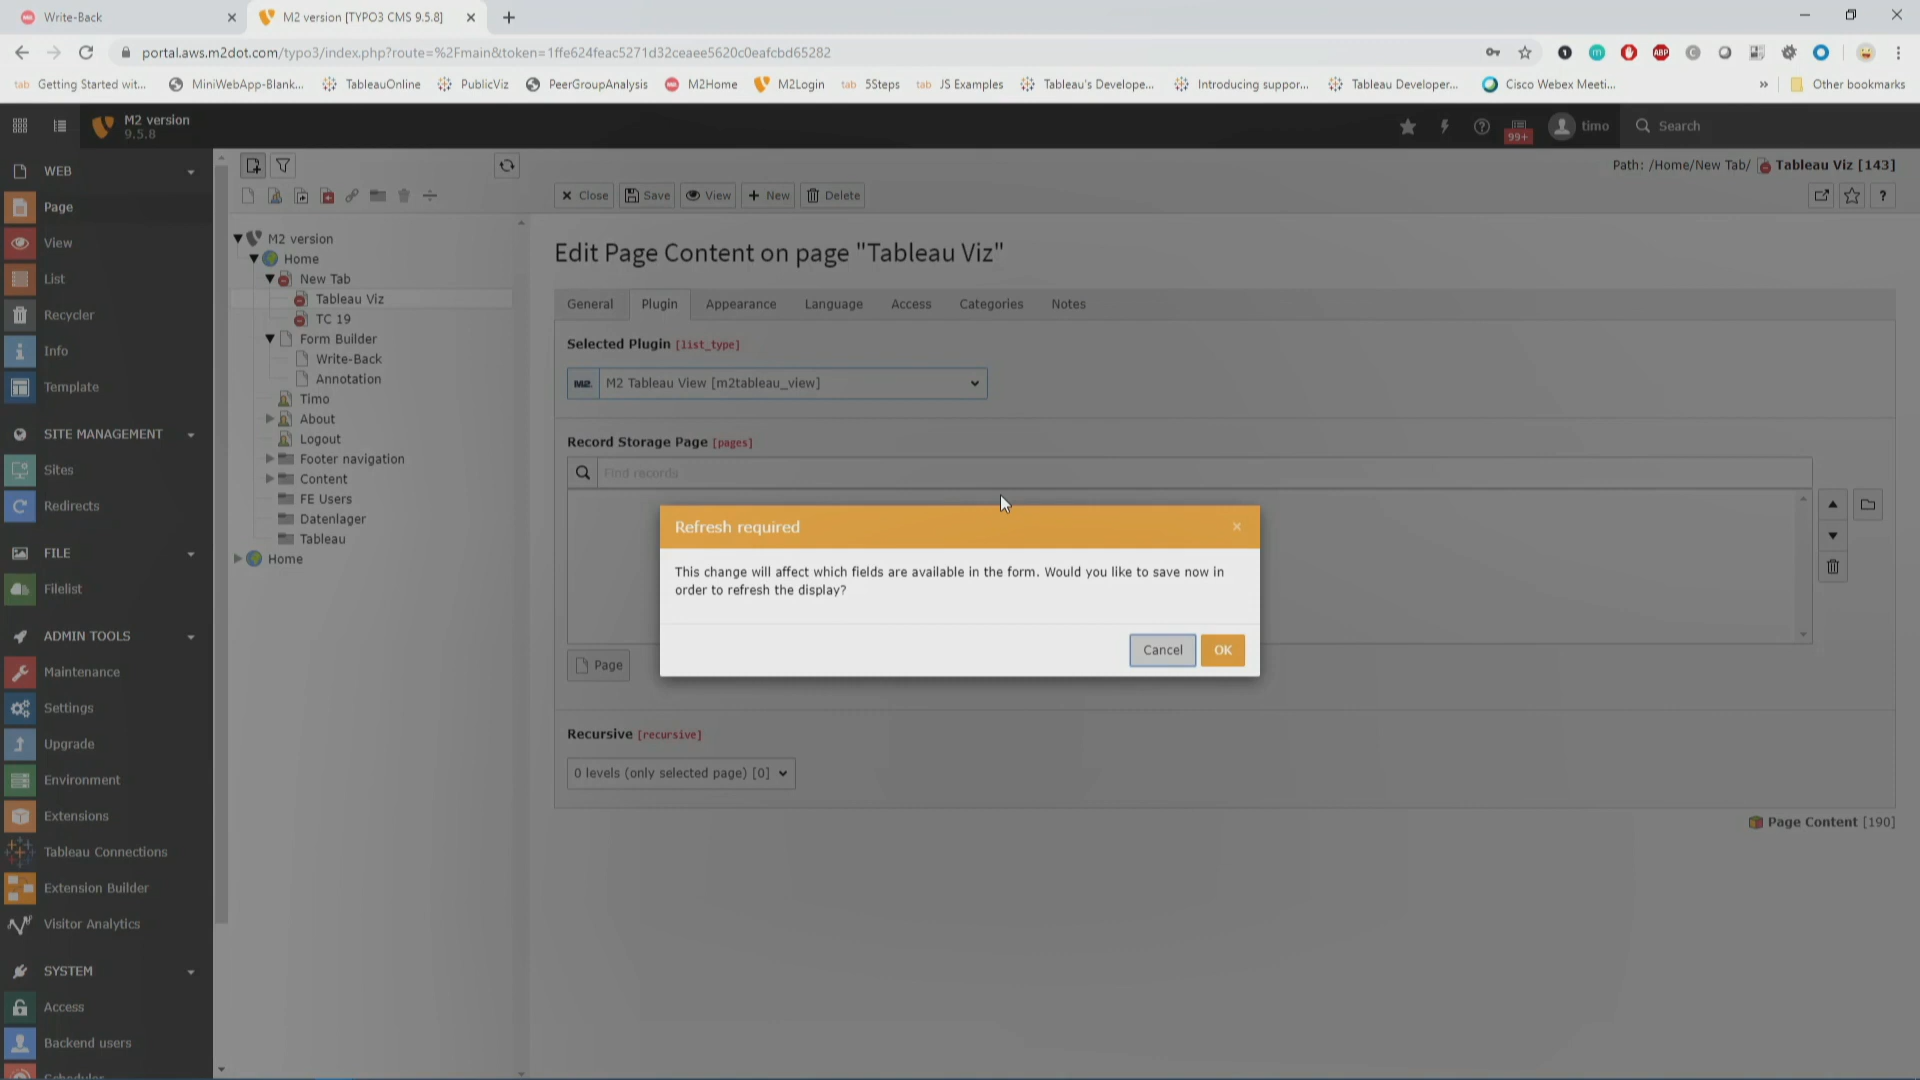 Write-Back
M2 version [TYPO3 CMS 9.5.8]
portal.aws.m2dot.com/typo3/index.php?route=%2Fmain&token=1ffe624feac5271d32ceaee5620c0eafcbd65282
tab Getting Started wit...
MiniWebApp-Blank...
TableauOnline
PublicViz
PeerGroupAnalysis
M2Home
M2Login
tab 5Steps
tab JS Examples
Tableau's Develope...
Introducing suppor...
Tableau Developer...
Cisco Webex Meeti...
»
Other bookmarks
M2 version
9.5.8
99+
timo
Search
WEB
Page
View
List
Recycler
Info
Template
SITE MANAGEMENT
Sites
Redirects
FILE
Filelist
ADMIN TOOLS
Maintenance
Settings
Upgrade
Environment
Extensions
Tableau Connections
Extension Builder
Visitor Analytics
SYSTEM
Access
Backend users
Scheduler
M2 version
Home
New Tab
Tableau Viz
TC 19
Form Builder
Write-Back
Annotation
Timo
About
Logout
Footer navigation
Content
FE Users
Datenlager
Tableau
Home
Path: /Home/New Tab/ Tableau Viz [143]
Close
Save
View
New
Delete
?
Edit Page Content on page "Tableau Viz"
General
Plugin
Appearance
Language
Access
Categories
Notes
Selected Plugin [list_type]
M2. M2 Tableau View [m2tableau_view]
Record Storage Page [pages]
Find records
Refresh required
×
This change will affect which fields are available in the form. Would you like to save now in
order to refresh the display?
Cancel
OK
Page
Recursive [recursive]
0 levels (only selected page) [0]
Page Content [190]